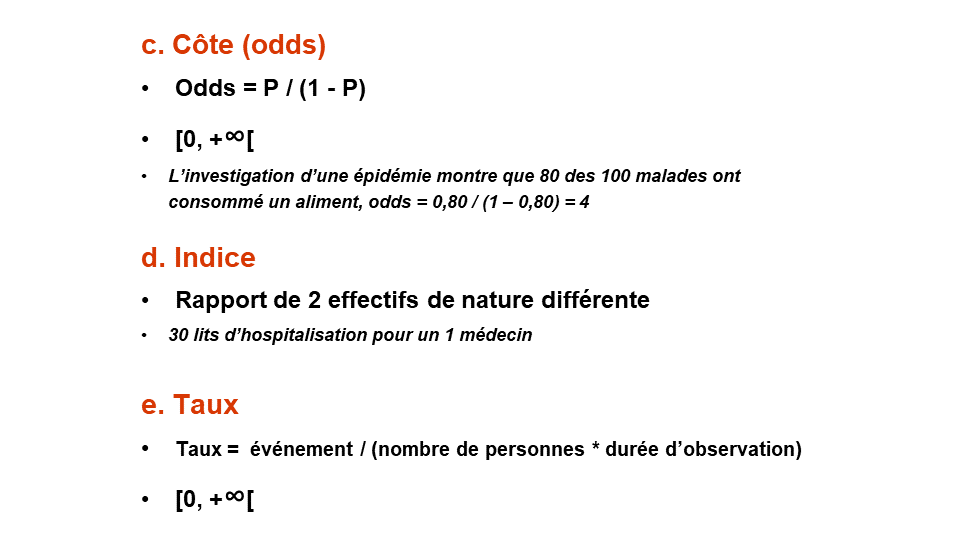 c. Côte (odds)
• Odds = P / (1 - P)
• [0, +∞[
• L’investigation d’une épidémie montre que 80 des 100 malades ont
consommé un aliment, odds = 0,80 / (1 – 0,80) = 4
d. Indice
• Rapport de 2 effectifs de nature différente
• 30 lits d’hospitalisation pour un 1 médecin
e. Taux
• Taux = événement / (nombre de personnes * durée d’observation)
• [0, +∞[